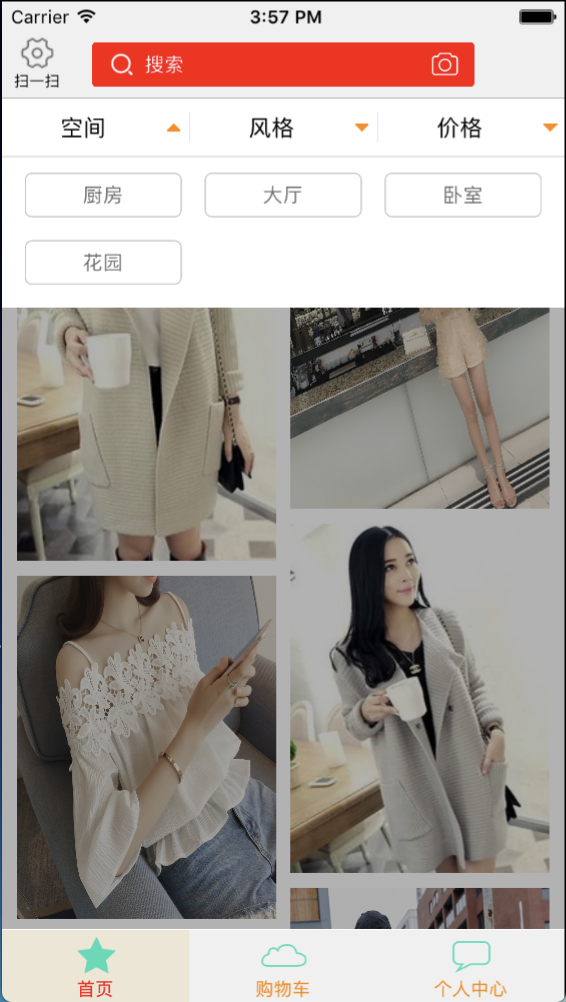 Carrier 3:57 PM
扫一扫 搜索
空间 风格 价格
厨房 大厅 卧室
花园
首页 购物车 个人中心